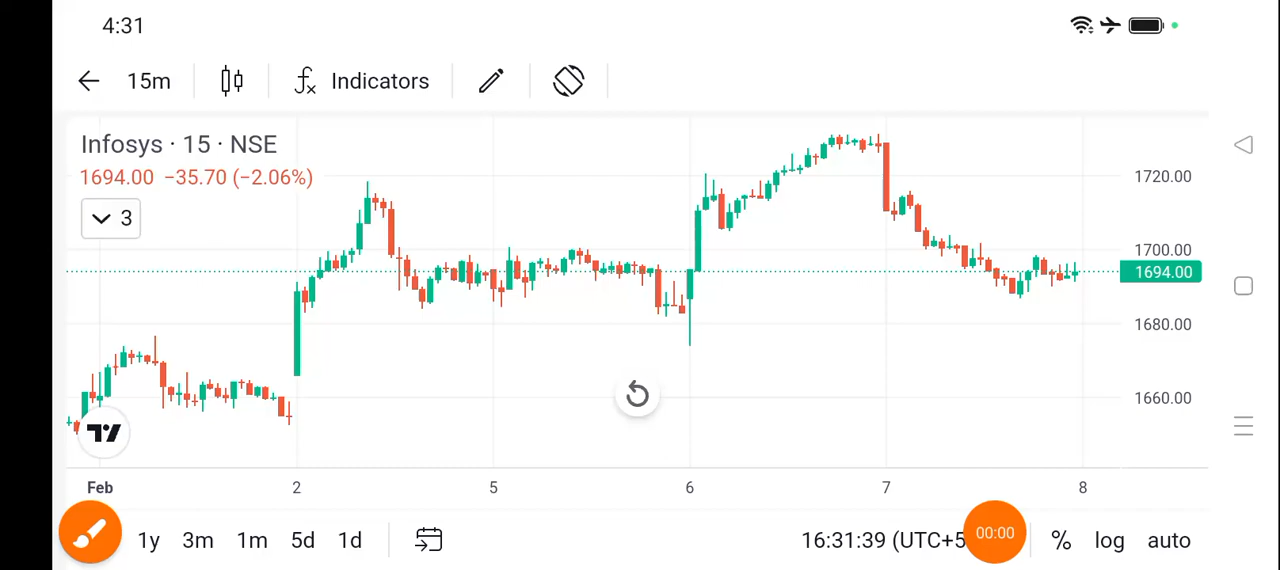 4:31
15m
Indicators
Infosys · 15 · NSE
1694.00 −35.70 (−2.06%)
3
1720.00
1700.00
1694.00
1680.00
1660.00
Feb 2 5 6 7 8
1y 3m 1m 5d 1d
16:31:39 (UTC+5
00:00
% log auto